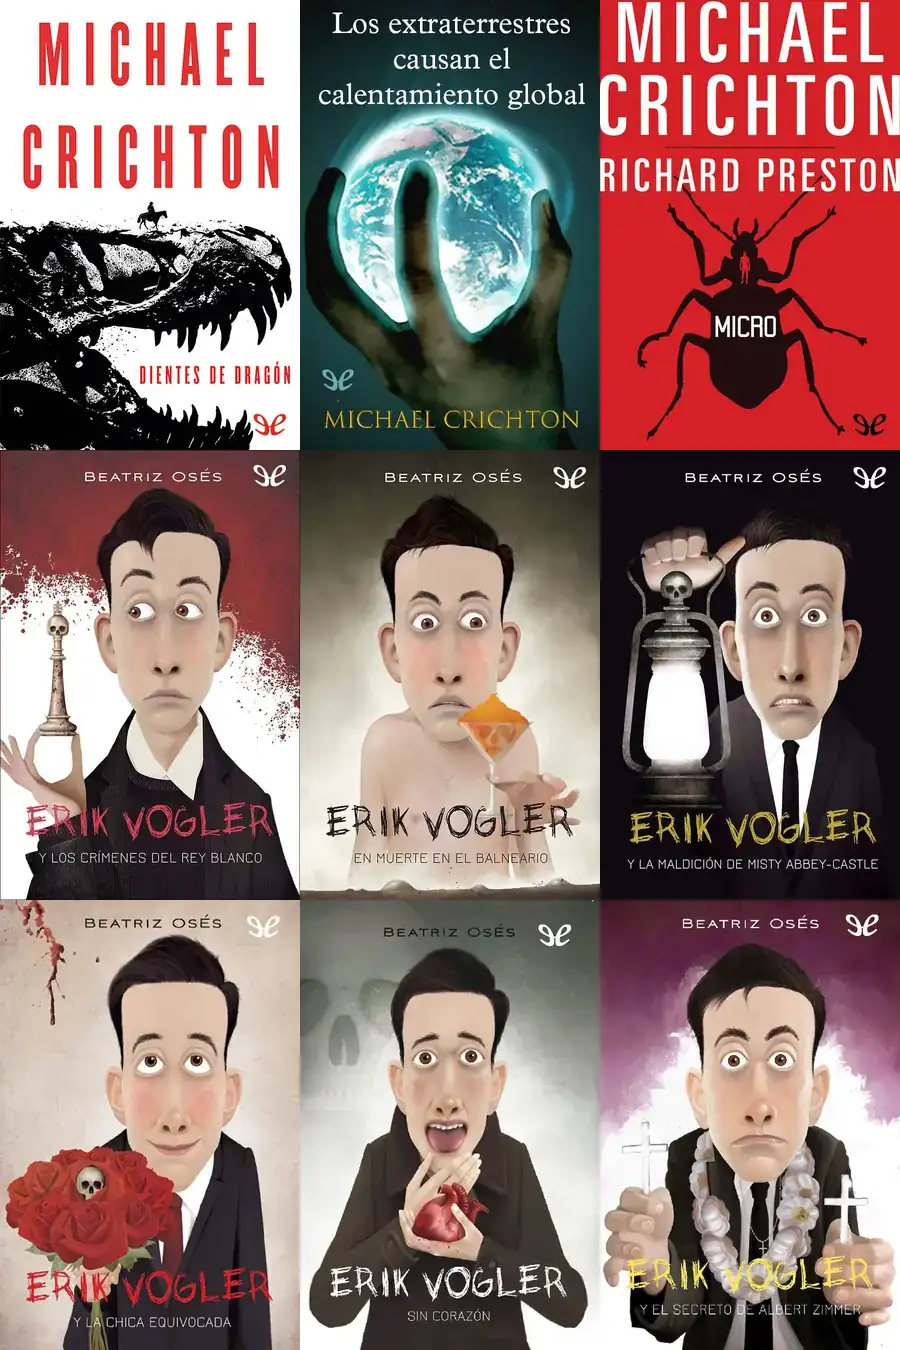 MICHAEL
CRICHTON
DIENTES DE DRAGÓN
Los extraterrestres
causan el
calentamiento global
MICHAEL CRICHTON
MICHAEL
CRICHTON
RICHARD PRESTON
MICRO
BEATRIZ OSÉS
ERIK VOGLER
Y LOS CRÍMENES DEL REY BLANCO
BEATRIZ OSÉS
ERIK VOGLER
EN MUERTE EN EL BALNEARIO
BEATRIZ OSÉS
ERIK VOGLER
Y LA MALDICIÓN DE MISTY ABBEY-CASTLE
BEATRIZ OSÉS
ERIK VOGLER
Y LA CHICA EQUIVOCADA
BEATRIZ OSÉS
ERIK VOGLER
SIN CORAZÓN
BEATRIZ OSÉS
ERIK VOGLER
Y EL SECRETO DE ALBERT ZIMMER